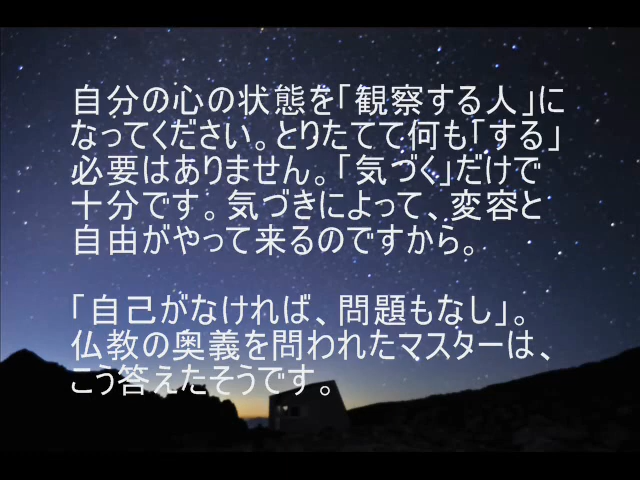 自分の心の状態を｢観察する人｣に
なってください。とりたてて何も｢する｣
必要はありません。｢気づく｣だけで
十分です。気づきによって、変容と
自由がやって来るのですから。
｢自己がなければ、問題もなし｣。
仏教の奥義を問われたマスターは、
こう答えたそうです。